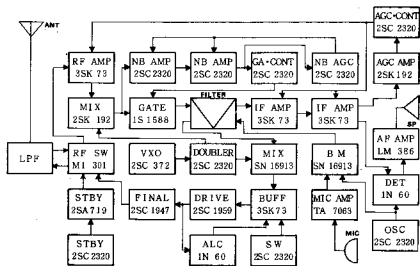 ANT
AGC・CONT
2SC 2320
RF AMP
3SK 73
NB AMP
2SC 2320
NB AMP
2SC 2320
GA・CONT
2SC 2320
NB AGC
2SC 2320
AGC AMP
2SK192
MIX
2SK 192
GATE
1S 1588
FILTER
IF AMP
3SK73
IF AMP
3SK73
SP
AF AMP
LM 386
LPF
RF SW
MI 301
VXO
2SC 372
DOUBLER
2SC 2320
MIX
SN 16913
BM
SN 16913
DET
1N 60
STBY
2SA719
FINAL
2SC 1947
DRIVE
2SC 1959
BUFF
3SK73
MIC AMP
TA 7063
OSC
2SC 2320
STBY
2SC 2320
ALC
1N 60
SW
2SC 2320
MIC